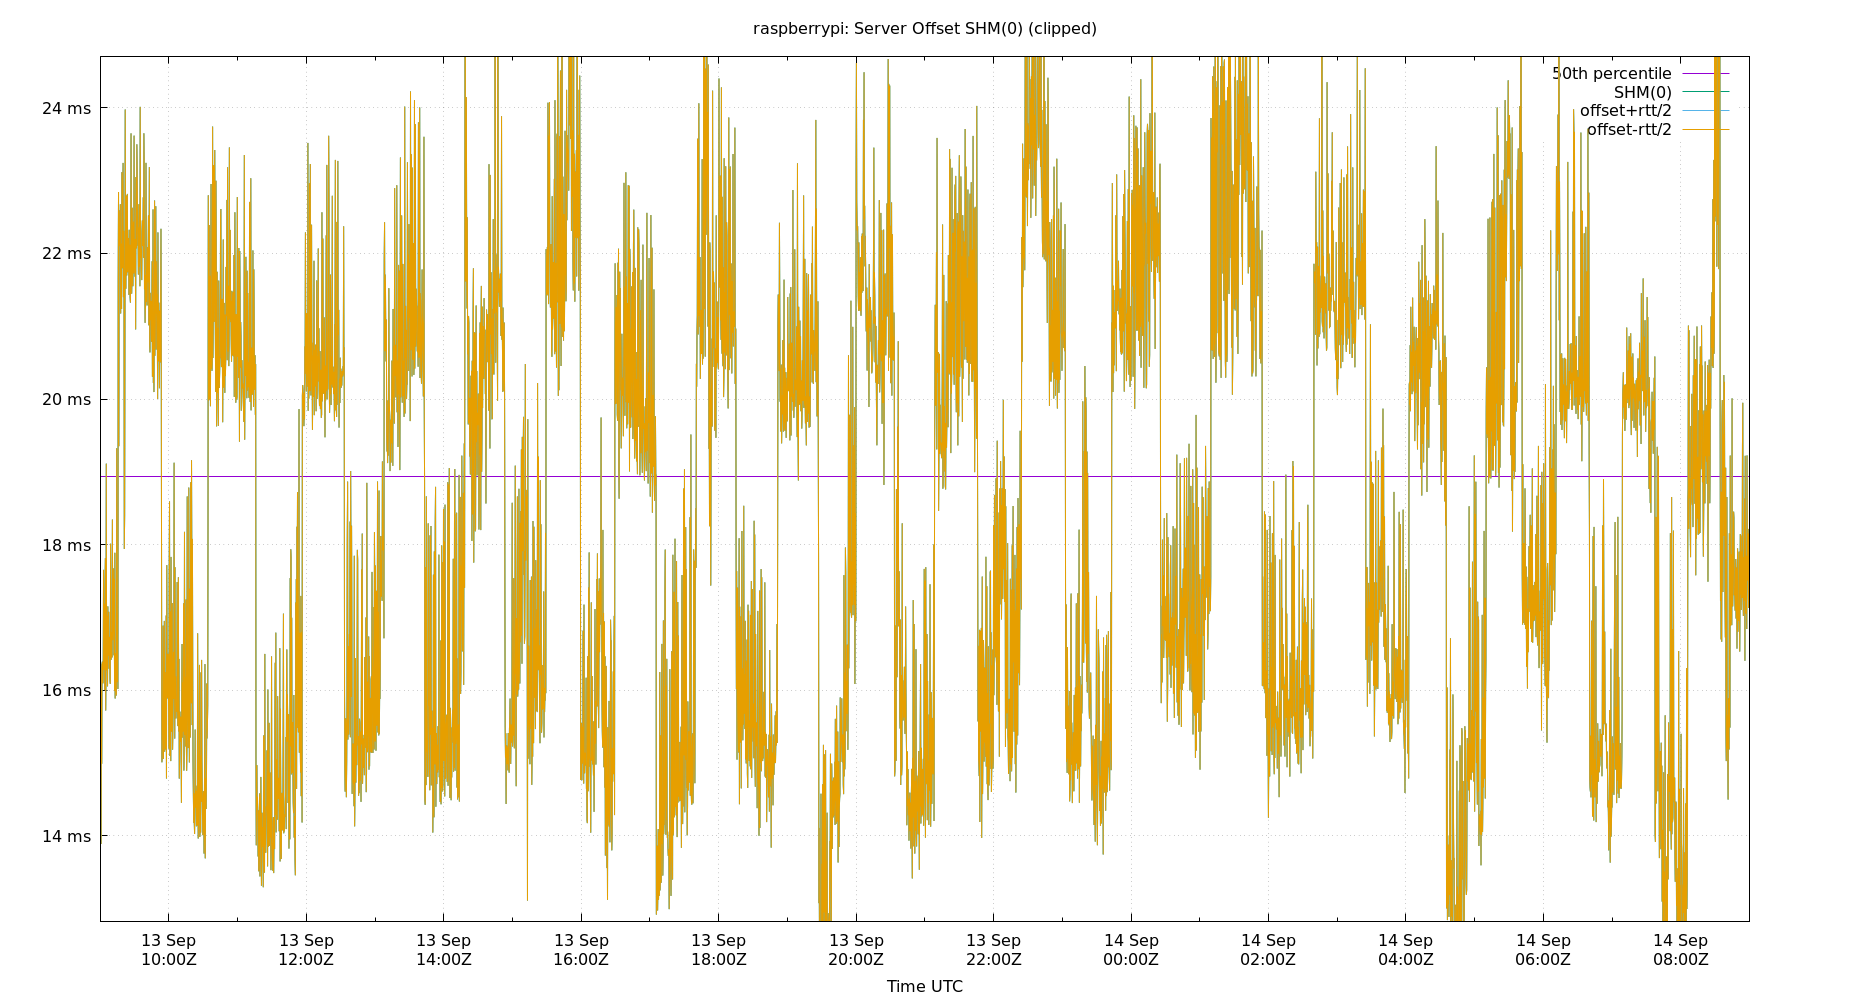 raspberrypi: Server Offset SHM(0) (clipped)
50th percentile
SHM(0)
offset+rtt/2
offset-rtt/2
24 ms
22 ms
20 ms
18 ms
16 ms
14 ms
13 Sep 13 Sep 13 Sep 13 Sep 13 Sep 13 Sep 13 Sep 14 Sep 14 Sep 14 Sep 14 Sep 14 Sep
10:00Z 12:00Z 14:00Z 16:00Z 18:00Z 20:00Z 22:00Z 00:00Z 02:00Z 04:00Z 06:00Z 08:00Z
Time UTC